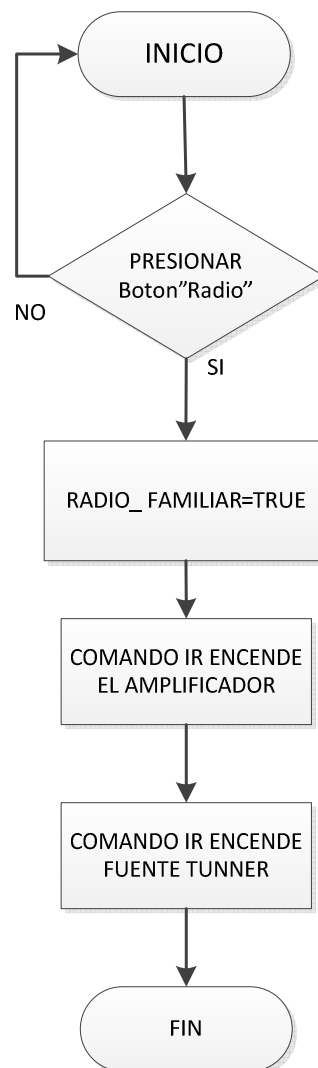 INICIO
PRESIONAR
Boton”Radio”
NO
SI
RADIO_ FAMILIAR=TRUE
COMANDO IR ENCENDE
EL AMPLIFICADOR
COMANDO IR ENCENDE
FUENTE TUNNER
FIN